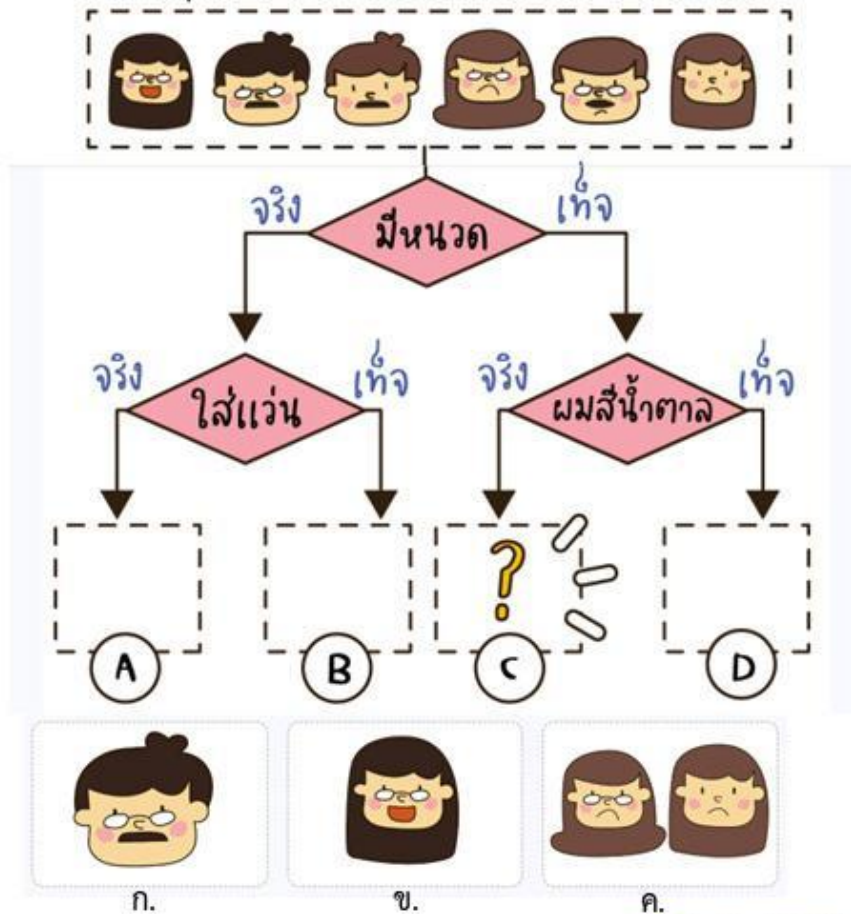 จริง
มีหนวด
เท็จ
จริง
ใส่แว่น
เท็จ
จริง
ผมสีน้ำตาล
เท็จ
?
A
B
C
D
ก.
ข.
ค.